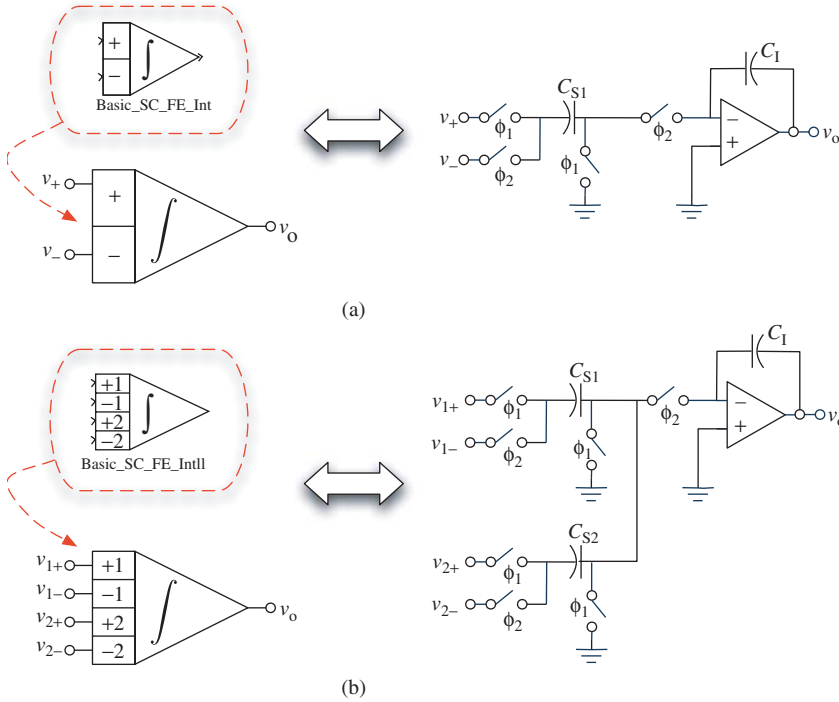 +
−
∫
Basic_SC_FE_Int
v+
v−
+
−
∫
vo
v+
ϕ1
v−
ϕ2
CS1
ϕ1
ϕ2
CI
−
+
vo
(a)
+1
−1
+2
−2
∫
Basic_SC_FE_Intll
v1+
v1−
v2+
v2−
+1
−1
+2
−2
∫
vo
v1+
ϕ1
v1−
ϕ2
CS1
ϕ1
ϕ2
CI
−
+
v2+
ϕ1
v2−
ϕ2
CS2
ϕ1
(b)